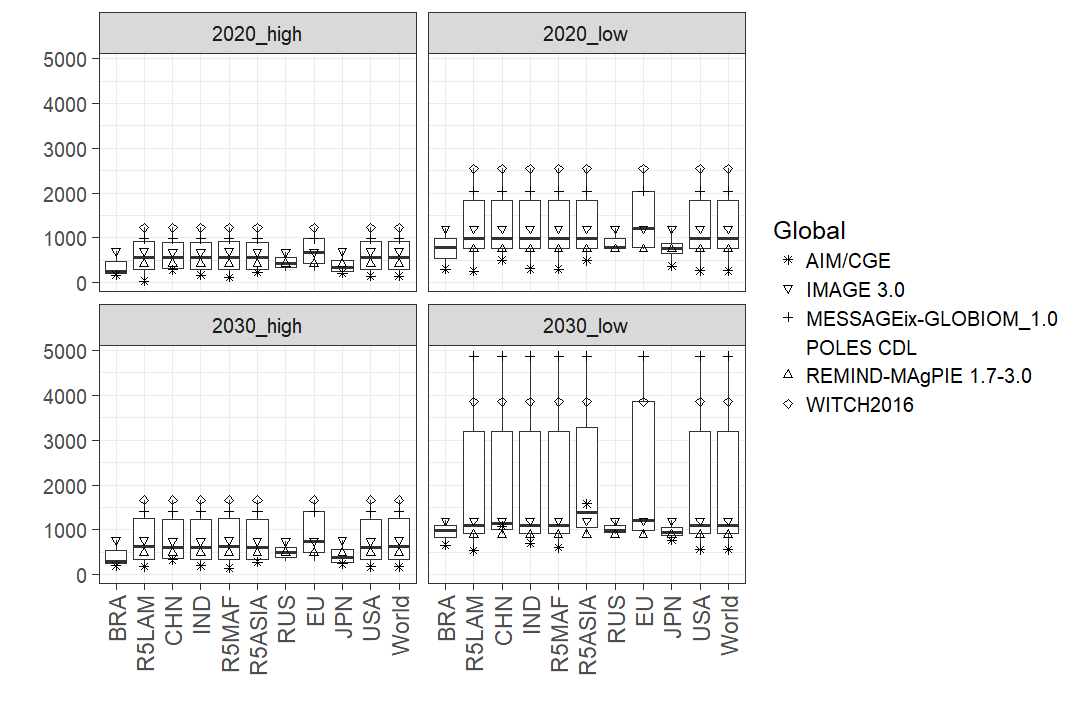 2020_high
2020_low
5000
4000
3000
2000
1000
0
2030_high
2030_low
5000
4000
3000
2000
1000
0
BRA
R5LAM
CHN
IND
R5MAF
R5ASIA
RUS
EU
JPN
USA
World
BRA
R5LAM
CHN
IND
R5MAF
R5ASIA
RUS
EU
JPN
USA
World
Global
AIM/CGE
IMAGE 3.0
MESSAGEix-GLOBIOM_1.0
POLES CDL
REMIND-MAgPIE 1.7-3.0
WITCH2016